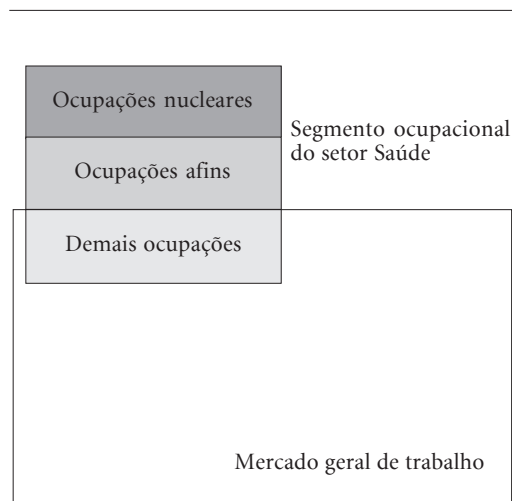 Ocupações nucleares
Segmento ocupacional
do setor Saúde
Ocupações afins
Demais ocupações
Mercado geral de trabalho